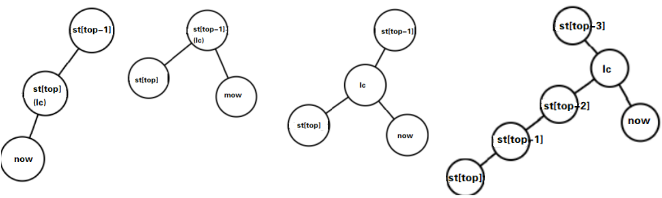 st[top-1]
st[top]
(lc)
now
st[top-1]
(lc)
st[top]
mow
st[top-1]
lc
st[top]
now
st[top-3]
lc
st[top-2]
now
st[top-1]
st[top]